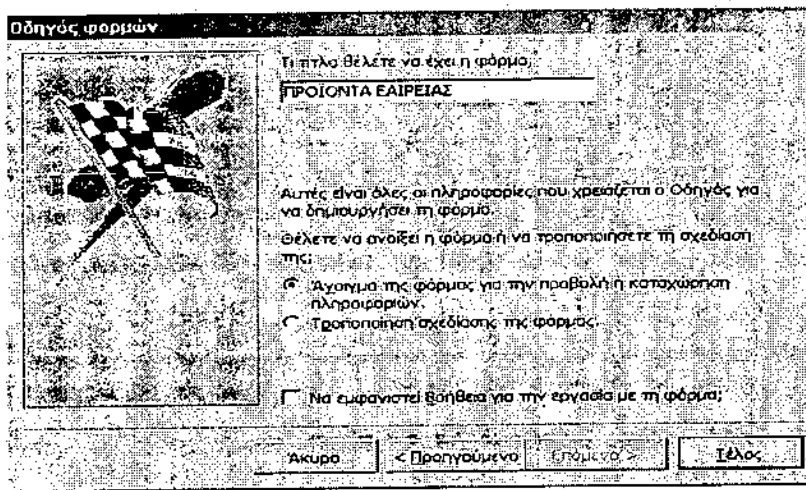 Οδηγός φορμών
Τι τίτλο θέλετε να έχει η φόρμα;
ΠΡΟΪΟΝΤΑ ΕΑΙΡΕΙΑΣ
Αυτές είναι όλες οι πληροφορίες που χρειάζεται ο Οδηγός για
να δημιουργήσει τη φόρμα.
Θέλετε να ανοίξει η φόρμα ή να τροποποιήσετε τη σχεδίαση
της;
Άνοιγμα της φόρμας για την προβολή ή καταχώρηση
πληροφοριών.
Τροποποίηση σχεδίασης της φόρμας.
Να εμφανιστεί Βοήθεια για την εργασία με τη φόρμα;
Άκυρο
< Προηγούμενο
Επόμενο >
Τέλος